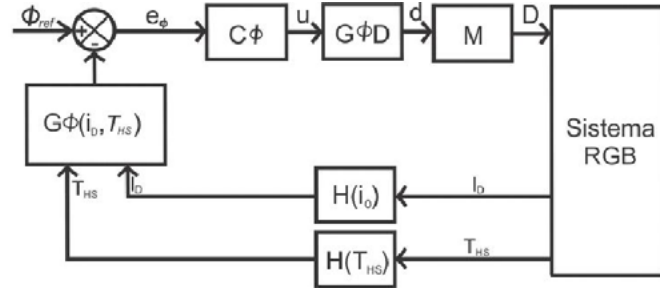 Φref
+
-
eφ
Cϕ
u
GϕD
d
M
D
Sistema
RGB
GΦ(iD,THS)
THS
ID
H(i₀)
ID
H(THS)
THS